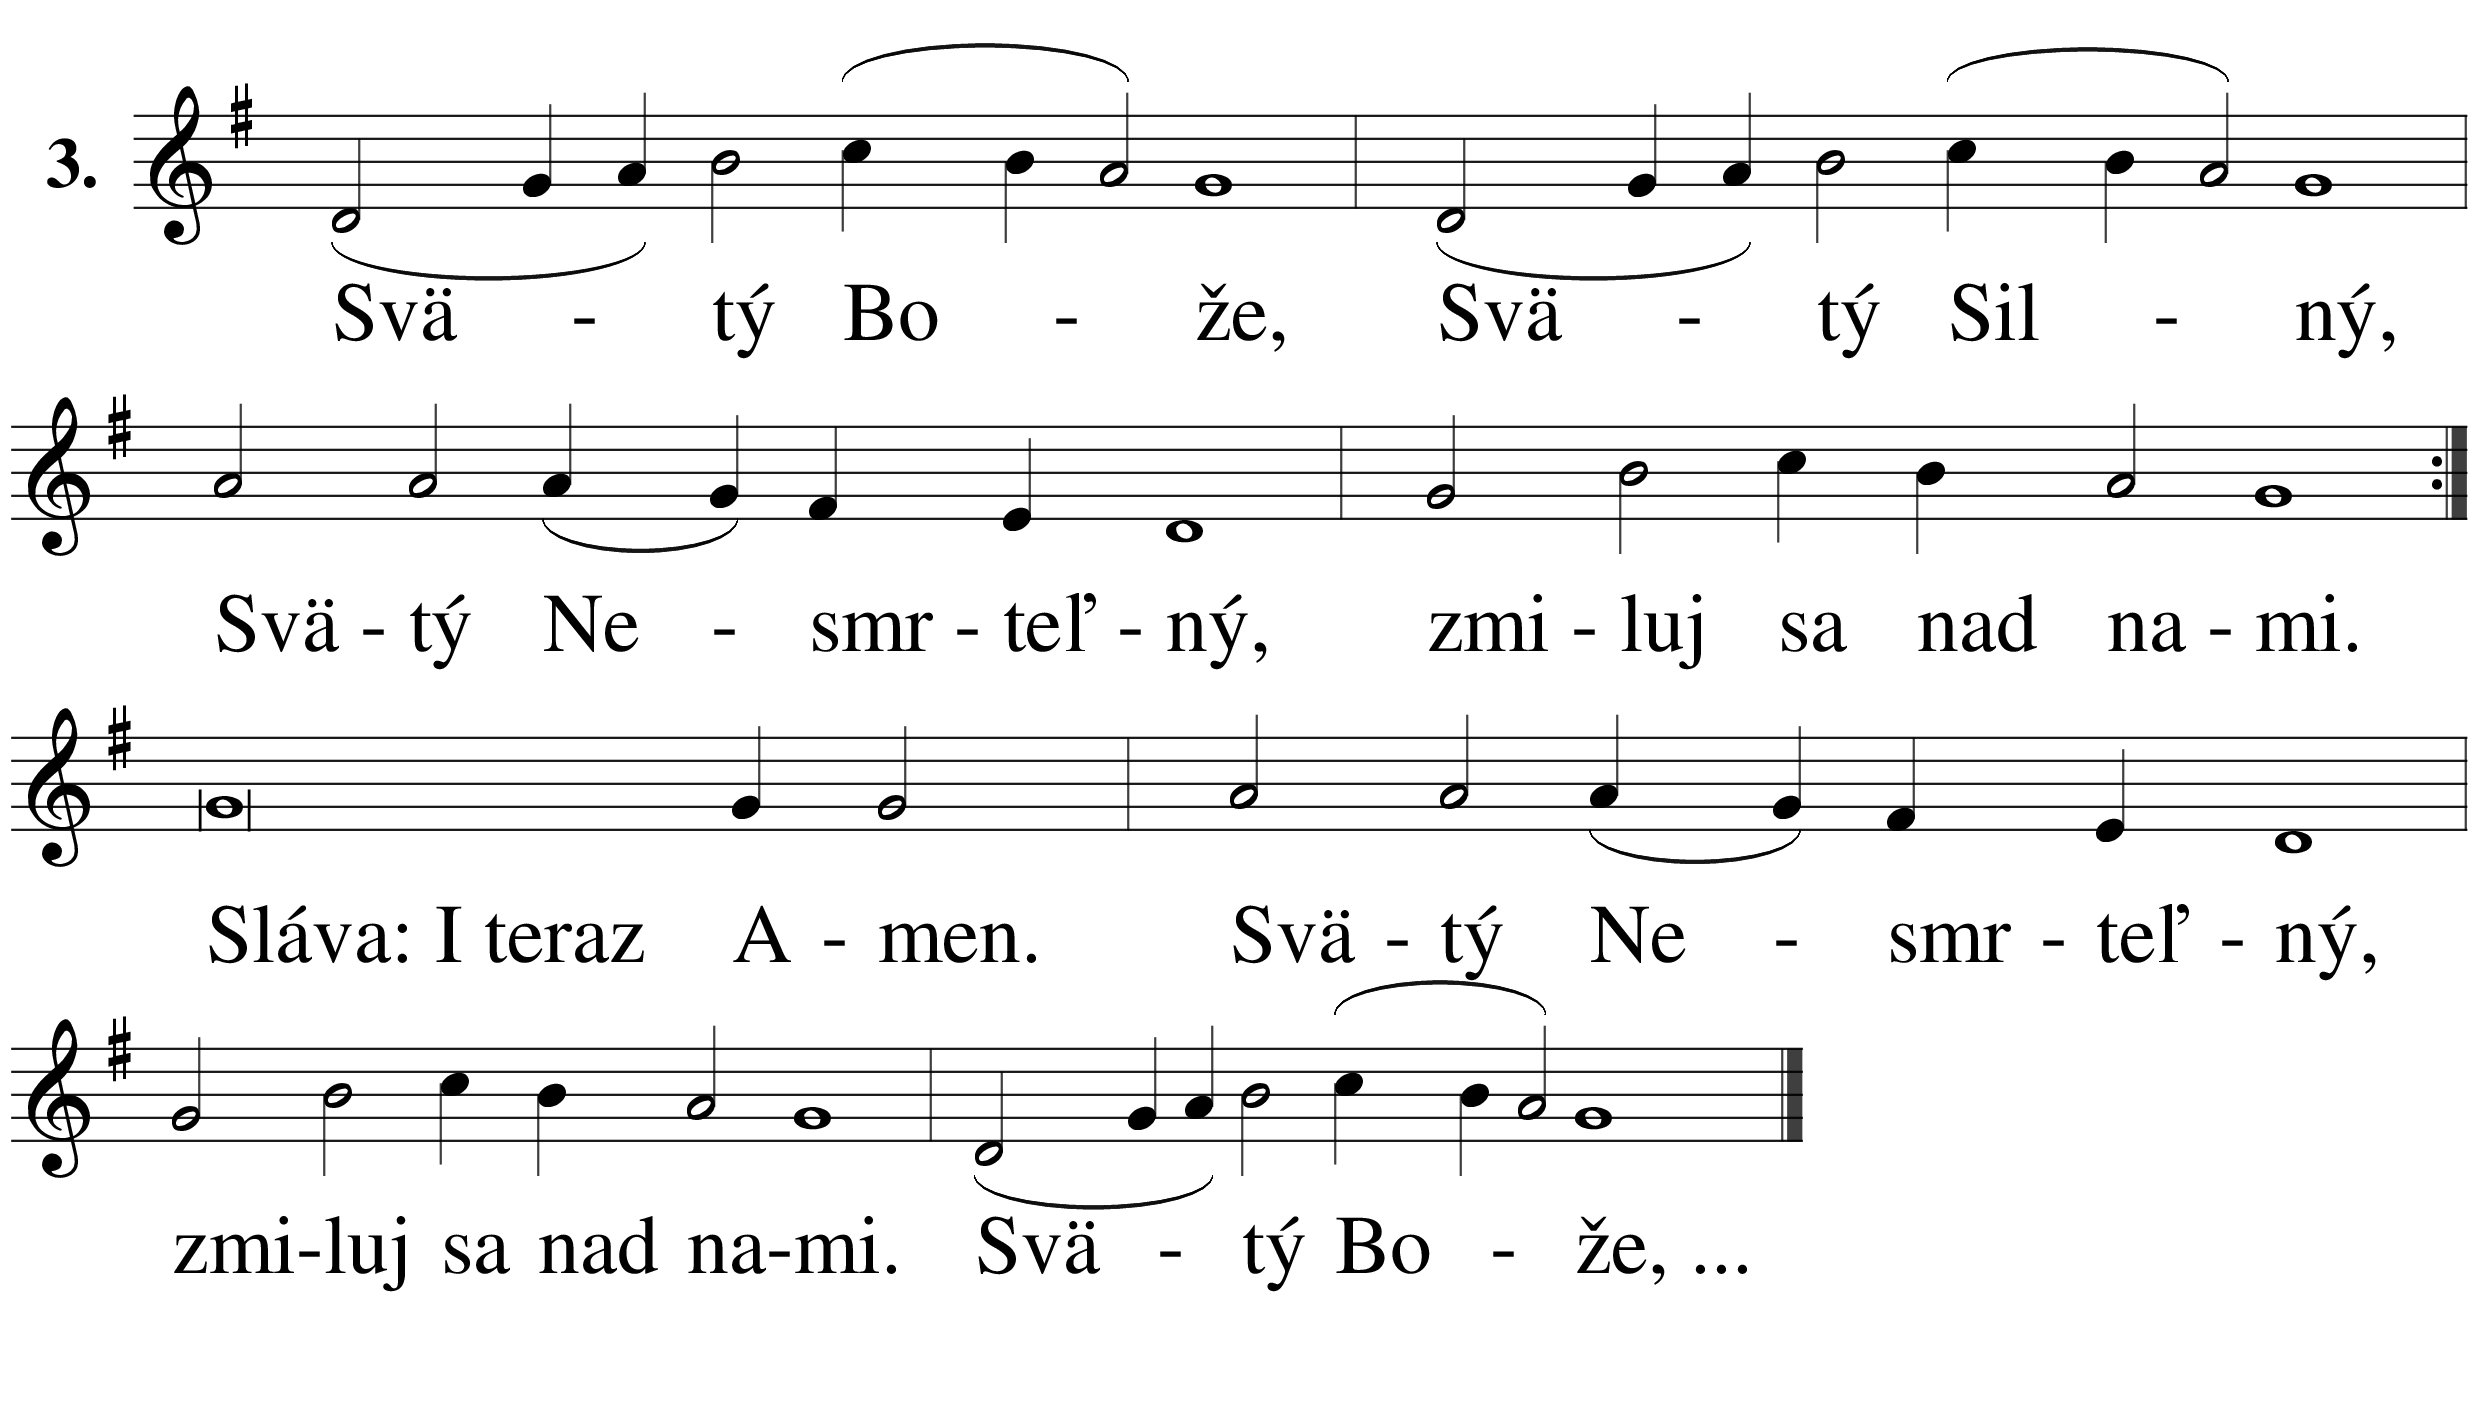 3.
Svä - tý Bo - že, Svä - tý Sil - ný,
Svä - tý Ne - smr - teľ - ný, zmi - luj sa nad na - mi.
Sláva: I teraz A - men. Svä - tý Ne - smr - teľ - ný,
zmi-luj sa nad na-mi. Svä - tý Bo - že, ...